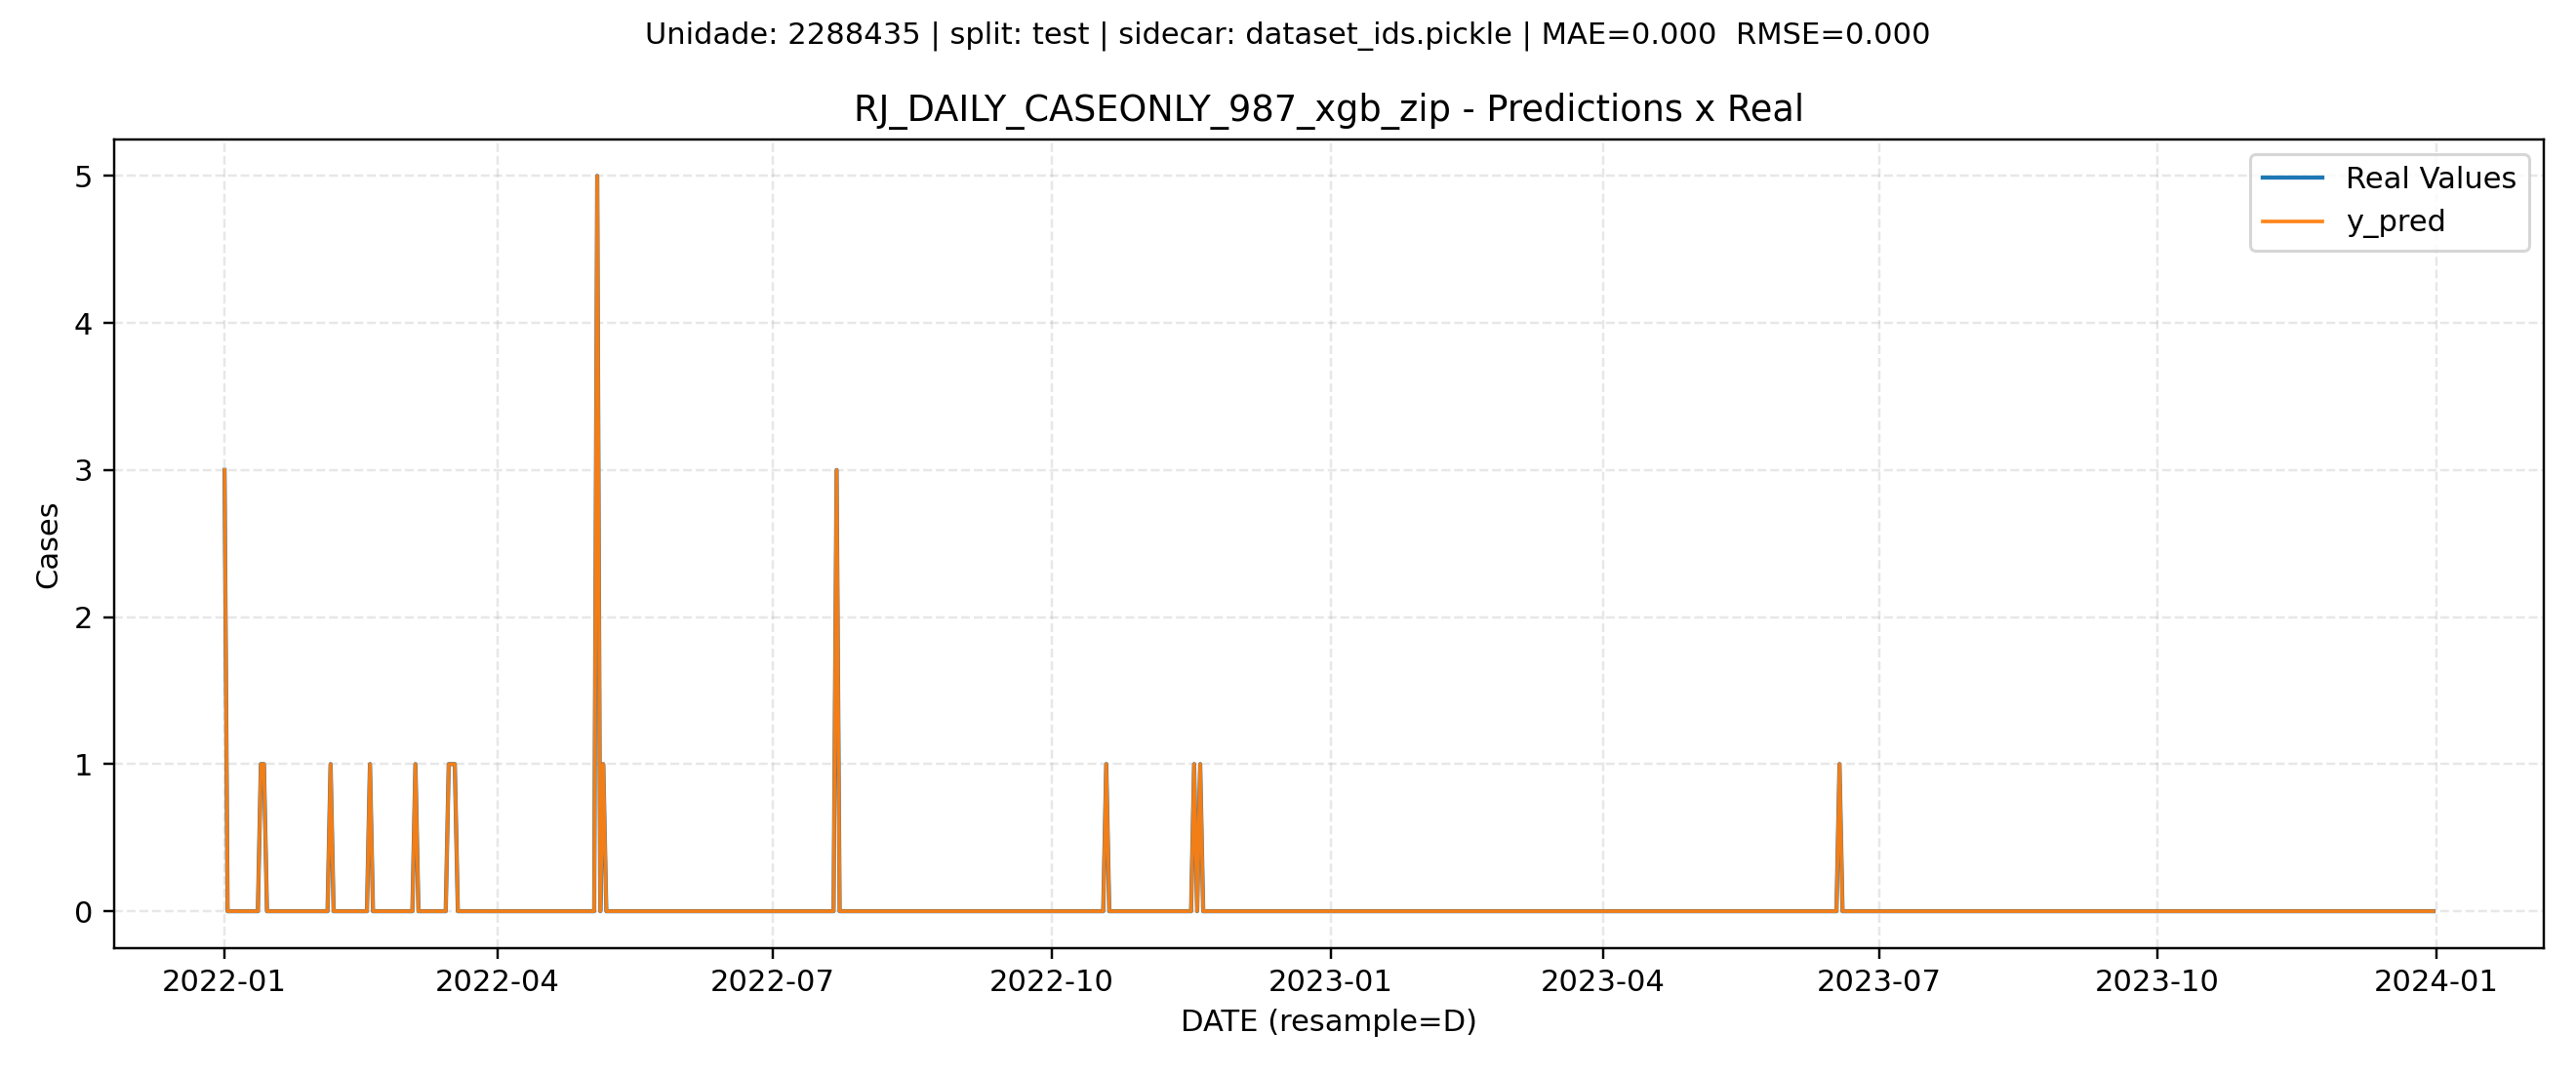 Unidade: 2288435 | split: test | sidecar: dataset_ids.pickle | MAE=0.000  RMSE=0.000
RJ_DAILY_CASEONLY_987_xgb_zip - Predictions x Real
Real Values
y_pred
5
4
3
2
1
0
Cases
2022-01 2022-04 2022-07 2022-10 2023-01 2023-04 2023-07 2023-10 2024-01
DATE (resample=D)